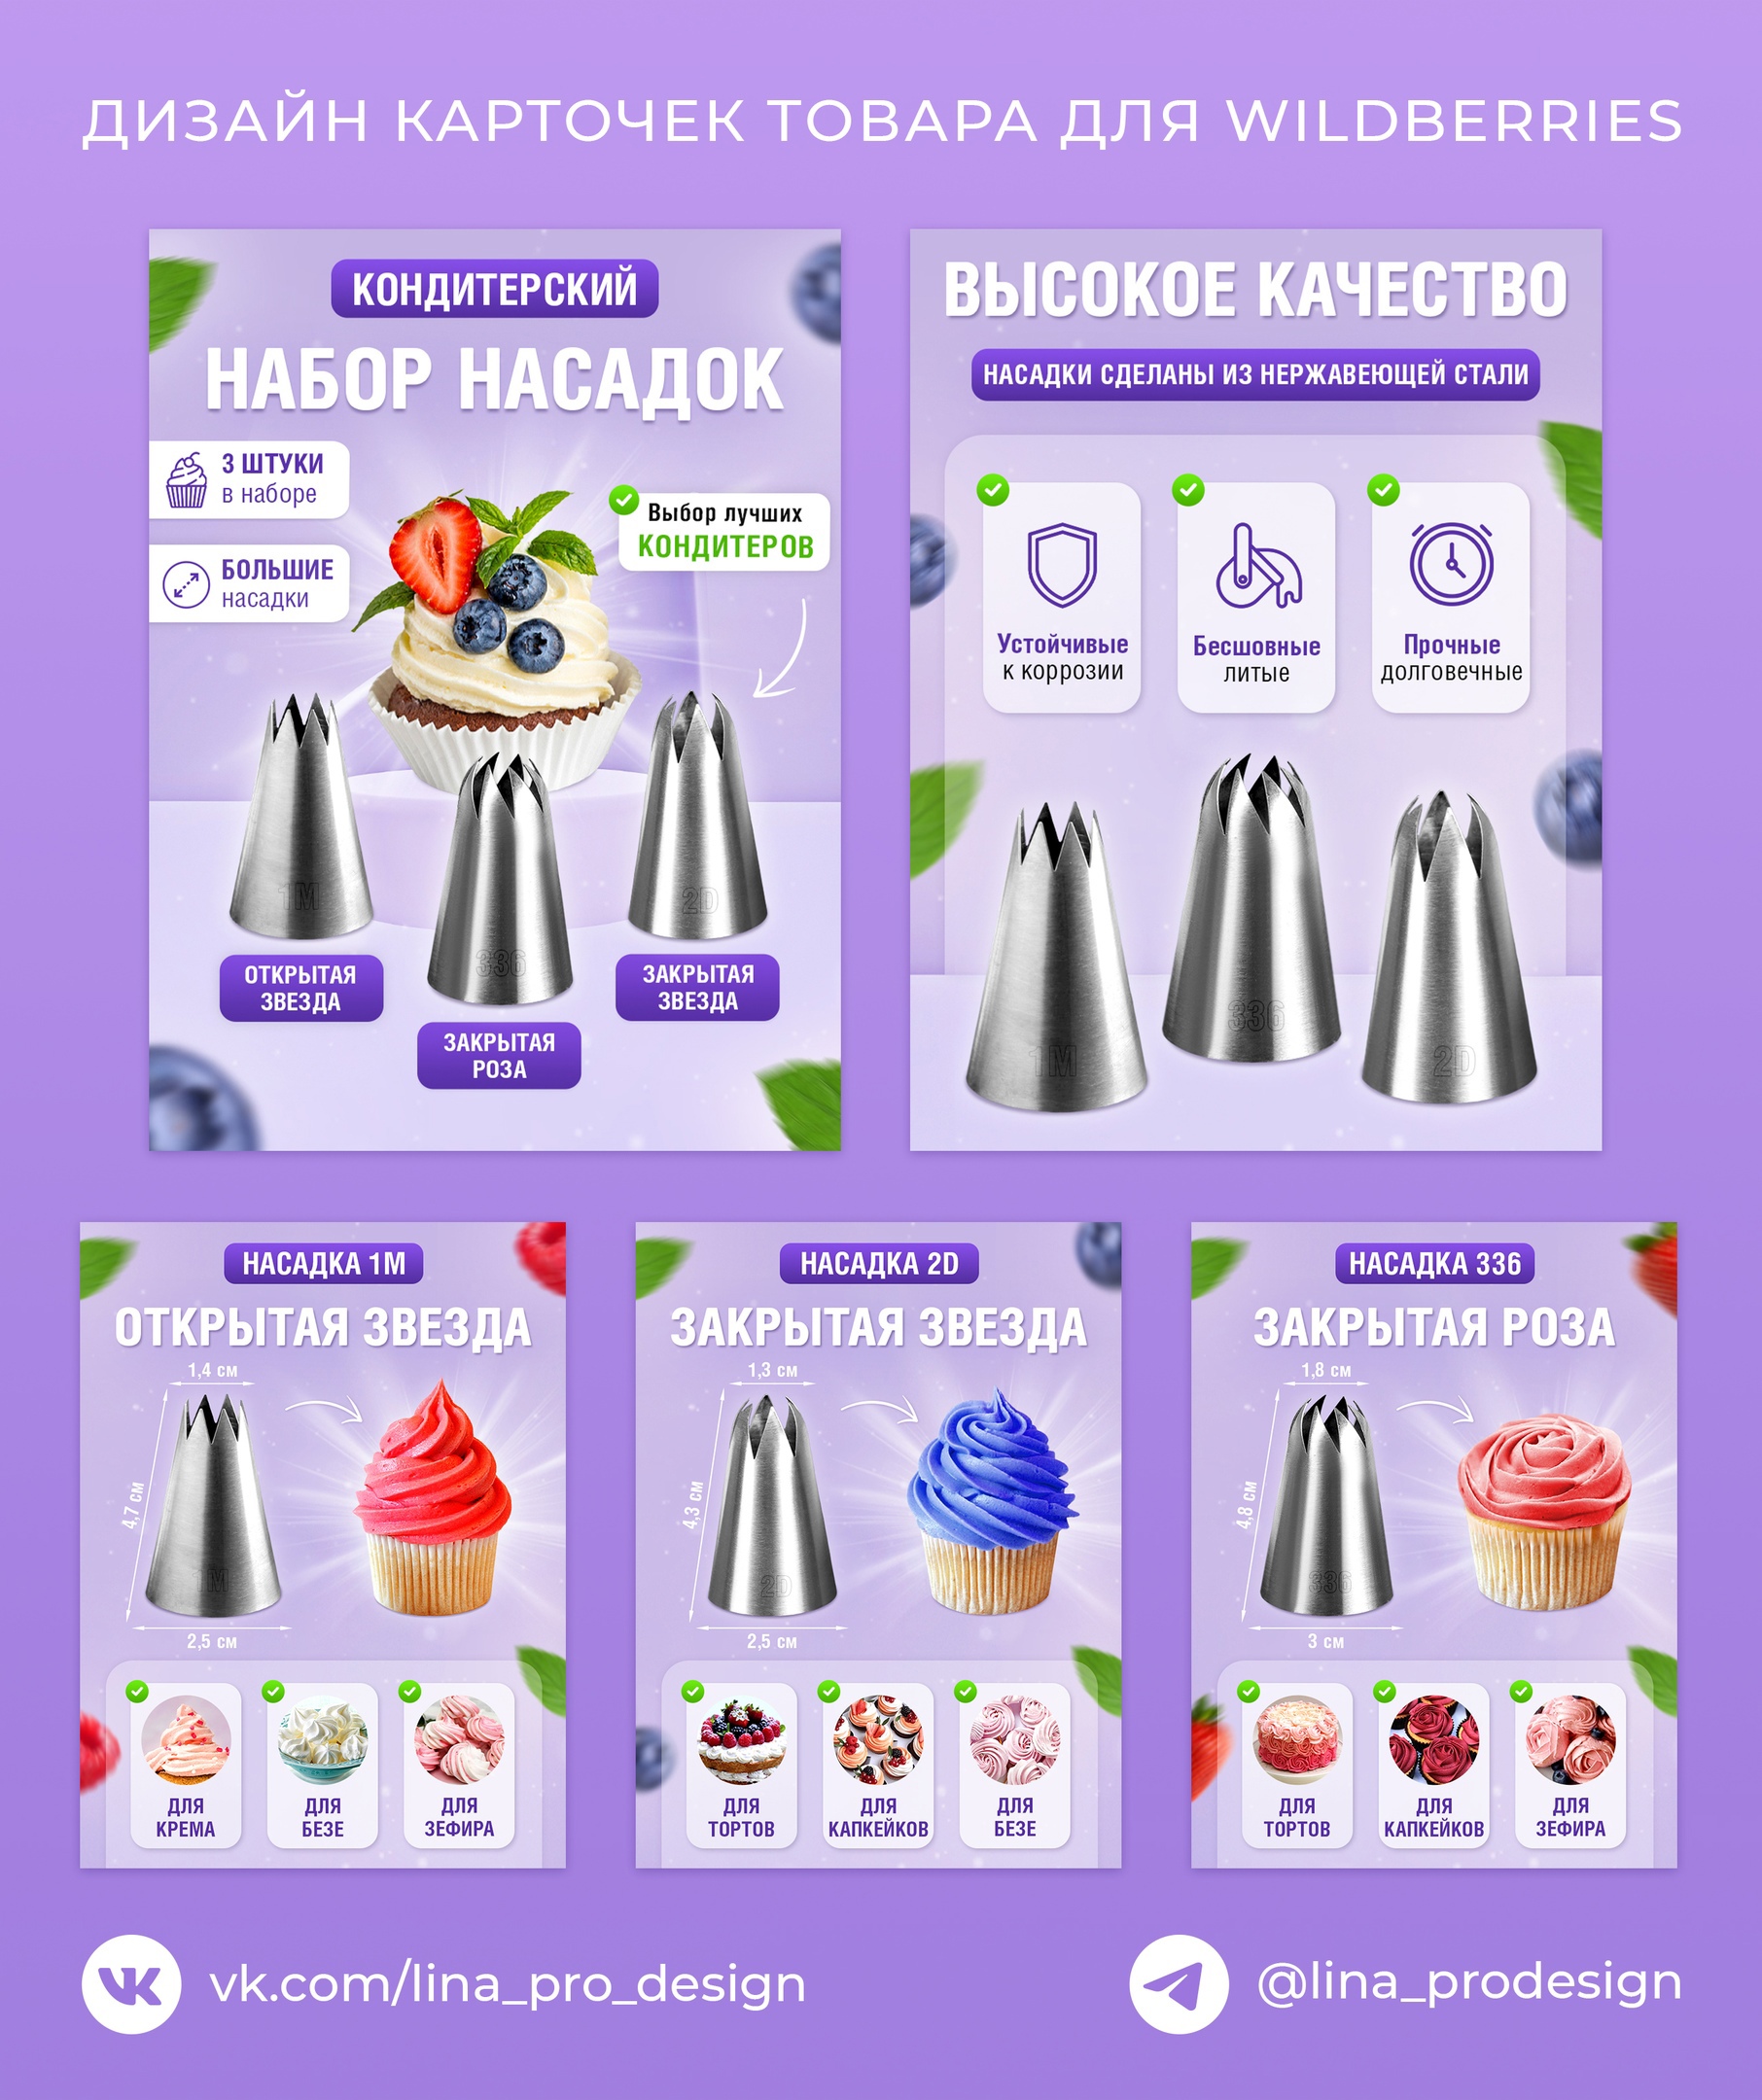 ДИЗАЙН КАРТОЧЕК ТОВАРА ДЛЯ WILDBERRIES
КОНДИТЕРСКИЙ
НАБОР НАСАДОК
3 ШТУКИ
в наборе
БОЛЬШИЕ
насадки
Выбор лучших
КОНДИТЕРОВ
1M
336
2D
ОТКРЫТАЯ
ЗВЕЗДА
ЗАКРЫТАЯ
РОЗА
ЗАКРЫТАЯ
ЗВЕЗДА
ВЫСОКОЕ КАЧЕСТВО
НАСАДКИ СДЕЛАНЫ ИЗ НЕРЖАВЕЮЩЕЙ СТАЛИ
Устойчивые
к коррозии
Бесшовные
литые
Прочные
долговечные
1M
336
2D
НАСАДКА 1М
ОТКРЫТАЯ ЗВЕЗДА
1,4 см
4,7 см
1M
2,5 см
ДЛЯ
КРЕМА
ДЛЯ
БЕЗЕ
ДЛЯ
ЗЕФИРА
НАСАДКА 2D
ЗАКРЫТАЯ ЗВЕЗДА
1,3 см
4,3 см
2D
2,5 см
ДЛЯ
ТОРТОВ
ДЛЯ
КАПКЕЙКОВ
ДЛЯ
БЕЗЕ
НАСАДКА 336
ЗАКРЫТАЯ РОЗА
1,8 см
4,8 см
336
3 см
ДЛЯ
ТОРТОВ
ДЛЯ
КАПКЕЙКОВ
ДЛЯ
ЗЕФИРА
vk.com/lina_pro_design
@lina_prodesign